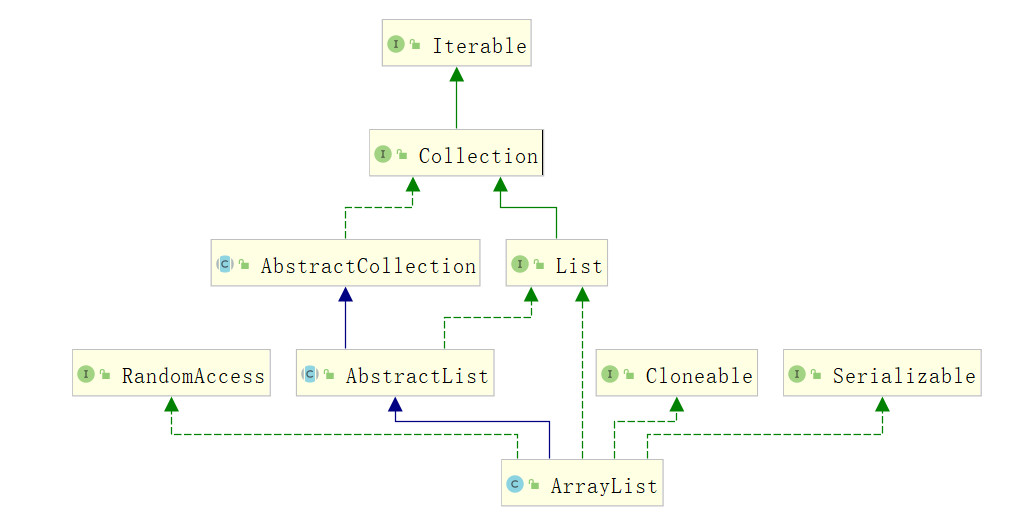 I Iterable
I Collection
C AbstractCollection
I List
I RandomAccess
C AbstractList
I Cloneable
I Serializable
C ArrayList